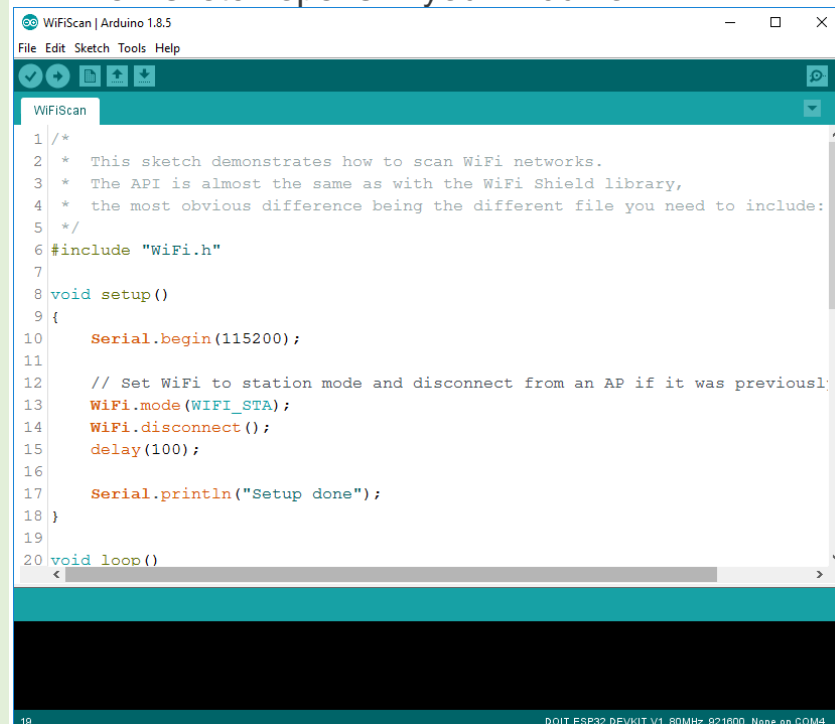 WiFiScan | Arduino 1.8.5
File Edit Sketch Tools Help
WiFiScan
1 /*
2 * This sketch demonstrates how to scan WiFi networks.
3 * The API is almost the same as with the WiFi Shield library,
4 * the most obvious difference being the different file you need to include:
5 */
6 #include "WiFi.h"
7
8 void setup()
9 {
10 Serial.begin(115200);
11
12 // Set WiFi to station mode and disconnect from an AP if it was previousl
13 WiFi.mode(WIFI_STA);
14 WiFi.disconnect();
15 delay(100);
16
17 Serial.println("Setup done");
18 }
19
20 void loop()
19 DOIT ESP32 DEVKIT V1, 80MHz, 921600, None on COM4